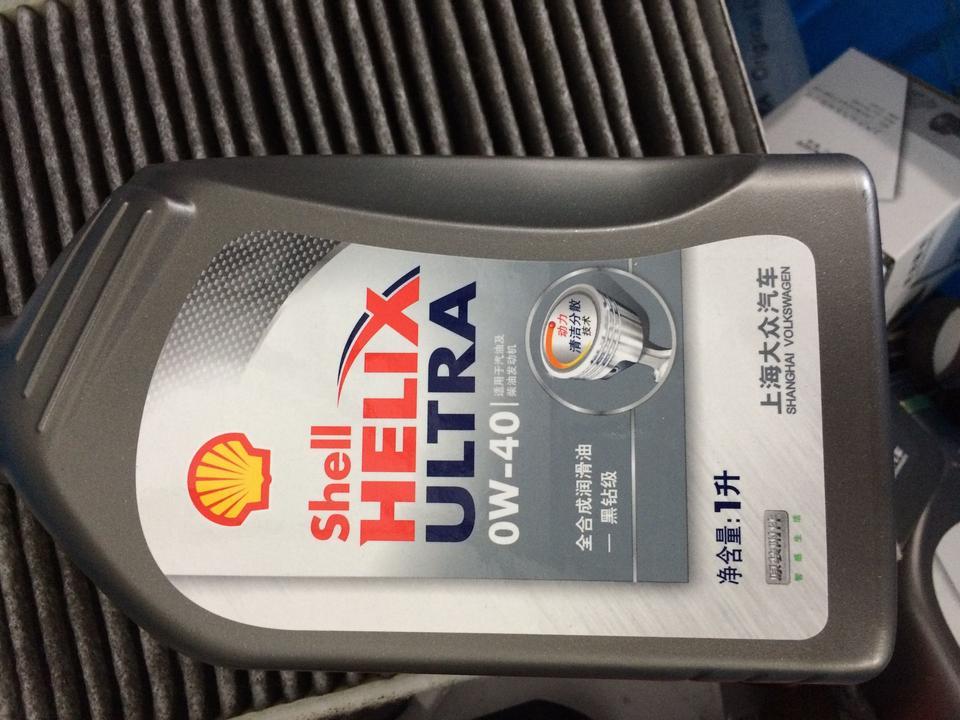 Shell
HELIX
ULTRA
0W-40
适用于汽油及
柴油发动机
动力
清洁分散
技术
全合成润滑油
— 黑钻级
净含量:1升
上海大众汽车
SHANGHAI VOLKSWAGEN
Original